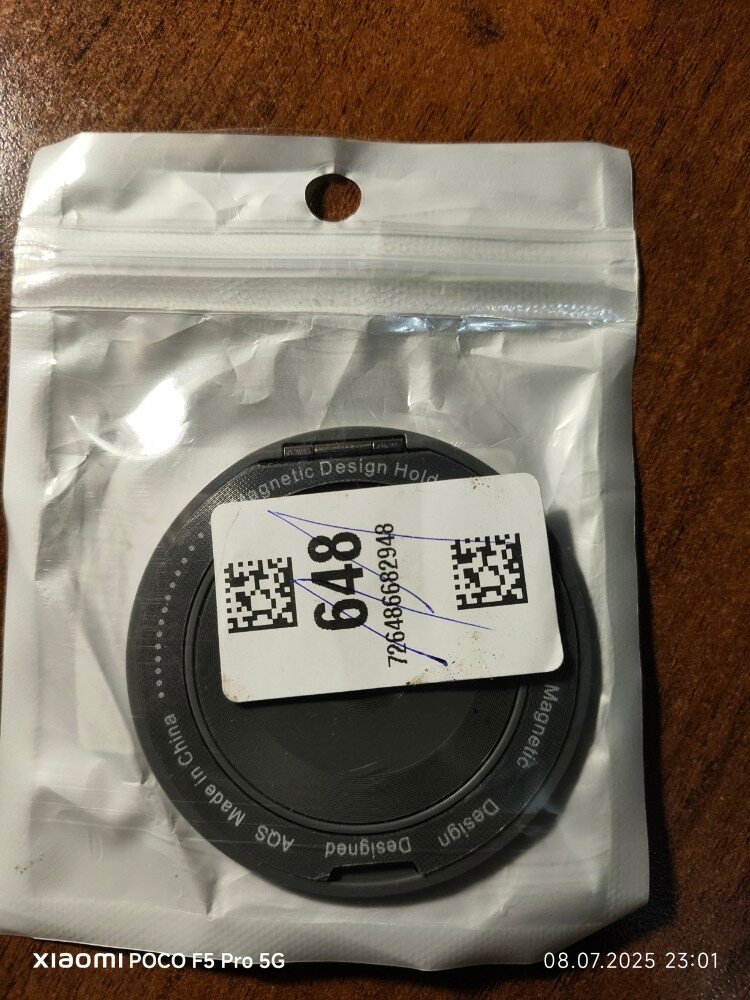 Magnetic Design Hold
648
726486682948
Magnetic
Design
Designed
AQS
Made in China
XIAOMI POCO F5 Pro 5G
08.07.2025 23:01